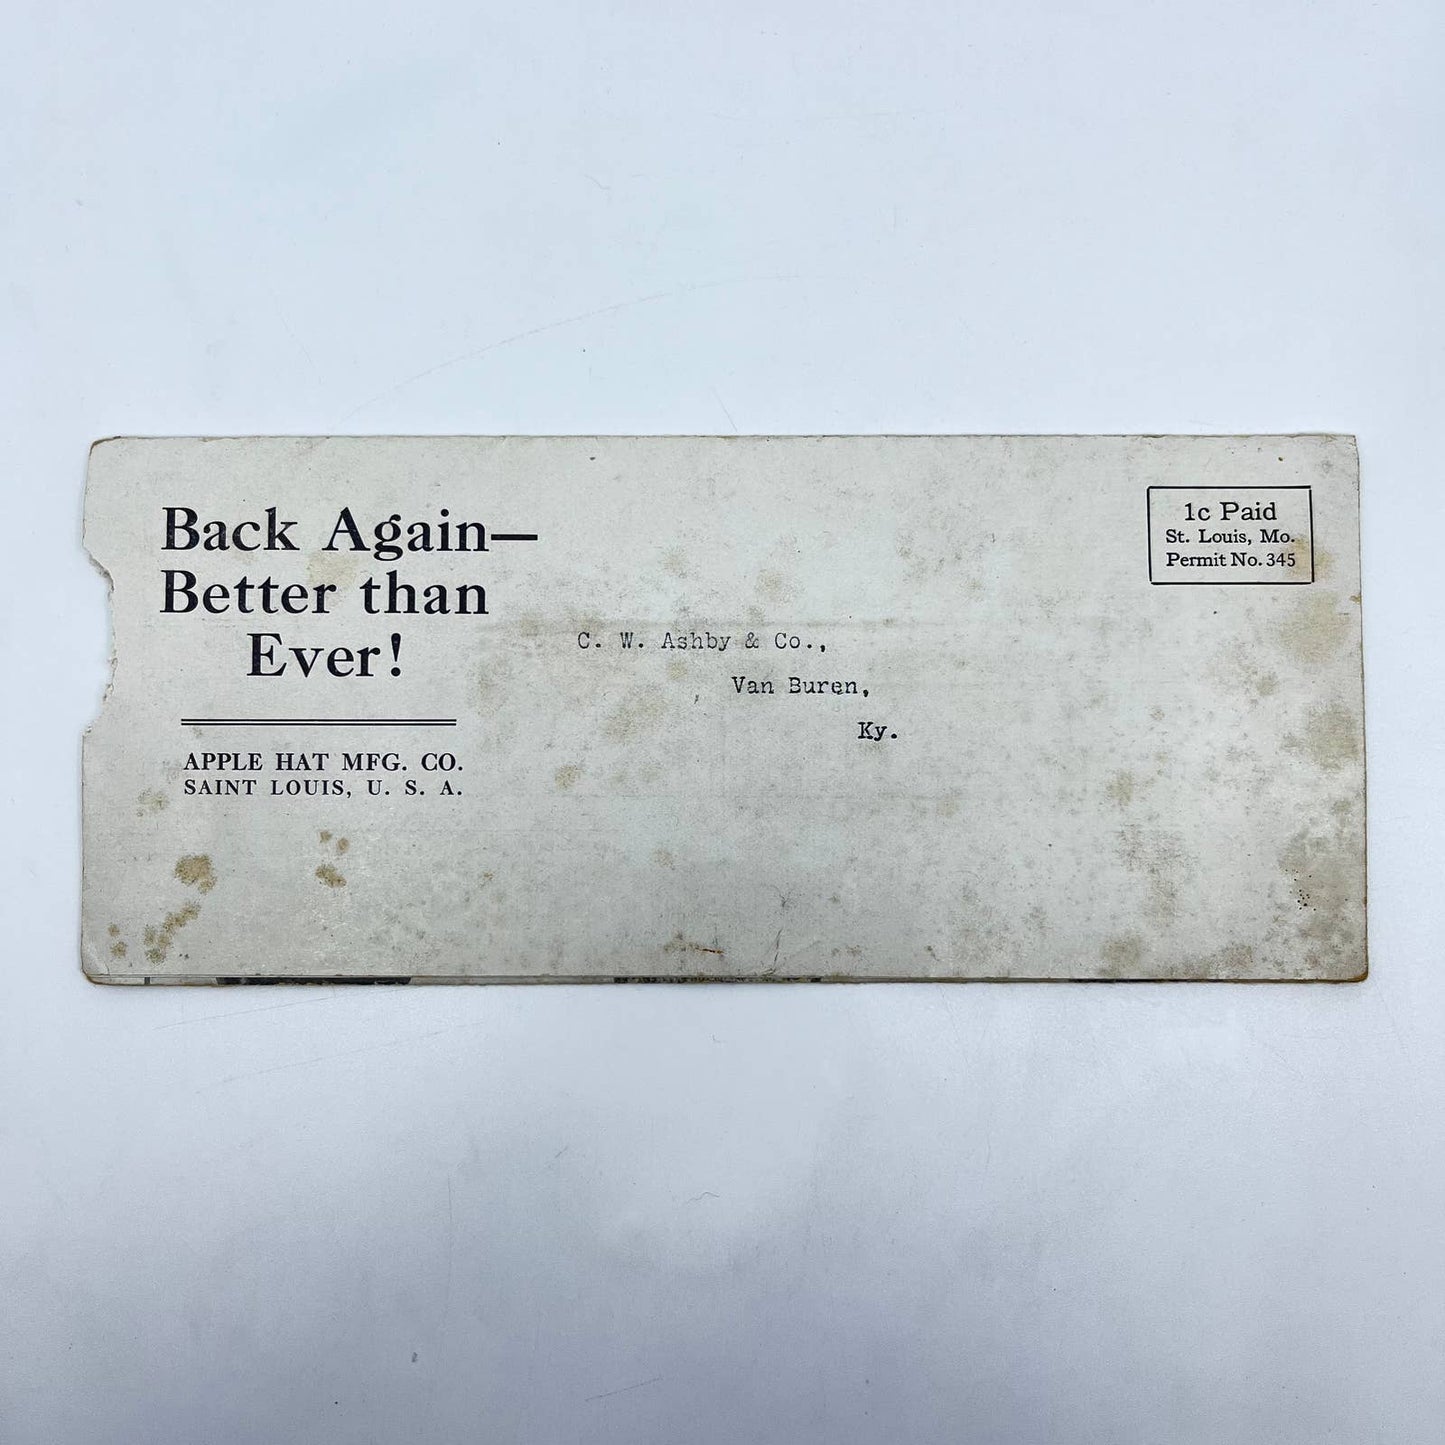 Back Again—
Better than
Ever!
APPLE HAT MFG. CO.
SAINT LOUIS, U. S. A.
1c Paid
St. Louis, Mo.
Permit No. 345
C. W. Ashby & Co.,
Van Buren,
Ky.